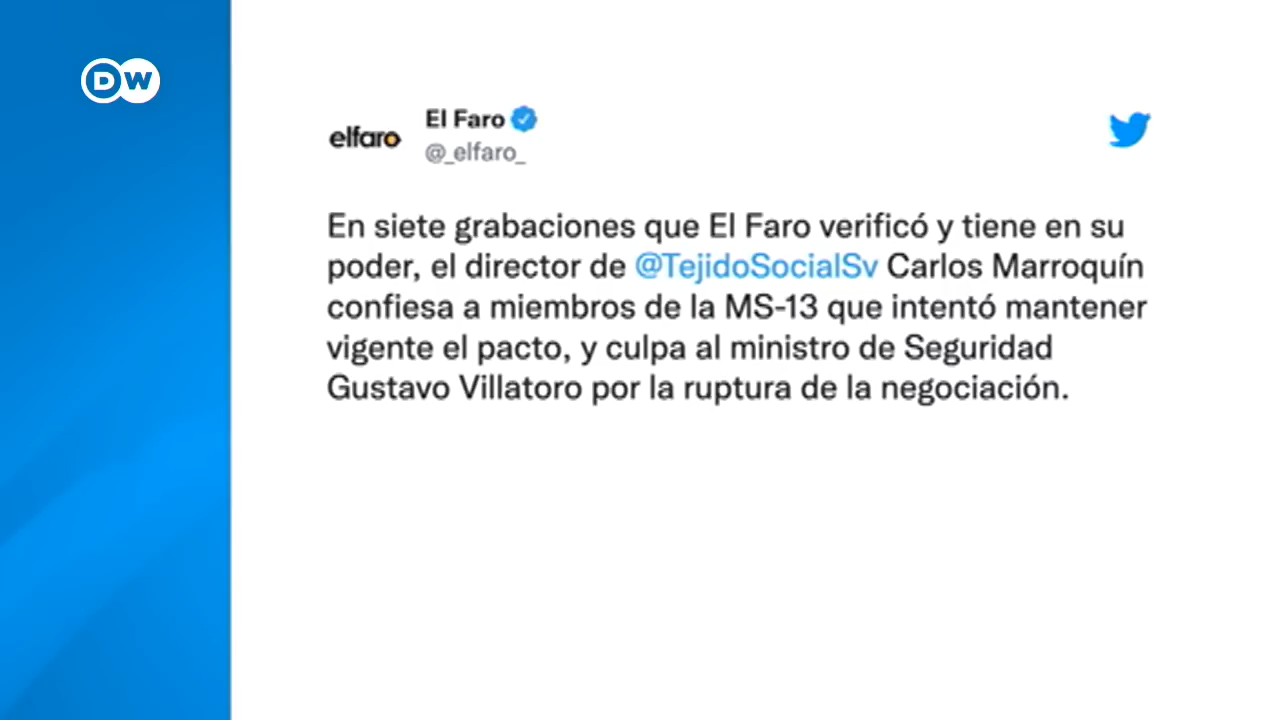 DW
elfaro
El Faro
@_elfaro_
En siete grabaciones que El Faro verificó y tiene en su
poder, el director de @TejidoSocialSv Carlos Marroquín
confiesa a miembros de la MS-13 que intentó mantener
vigente el pacto, y culpa al ministro de Seguridad
Gustavo Villatoro por la ruptura de la negociación.